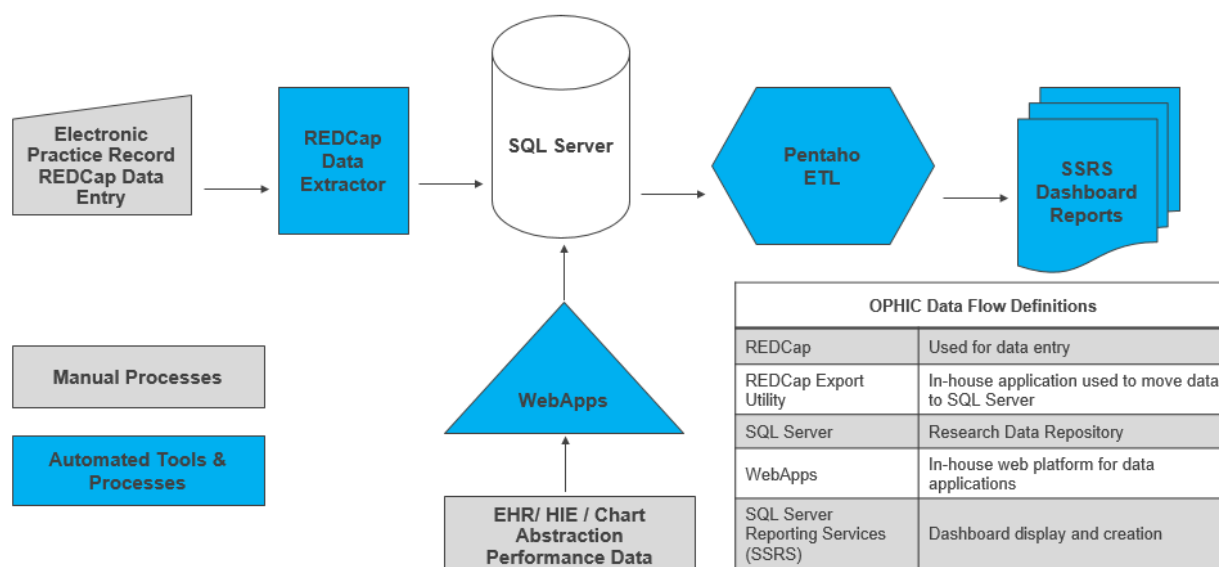 Electronic
Practice Record
REDCap Data
Entry
REDCap
Data
Extractor
SQL Server
Pentaho
ETL
SSRS
Dashboard
Reports
WebApps
EHR/ HIE / Chart
Abstraction
Performance Data
Manual Processes
Automated Tools &
Processes
OPHIC Data Flow Definitions
REDCap
Used for data entry
REDCap Export
Utility
In-house application used to move data
to SQL Server
SQL Server
Research Data Repository
WebApps
In-house web platform for data
applications
SQL Server
Reporting Services
(SSRS)
Dashboard display and creation